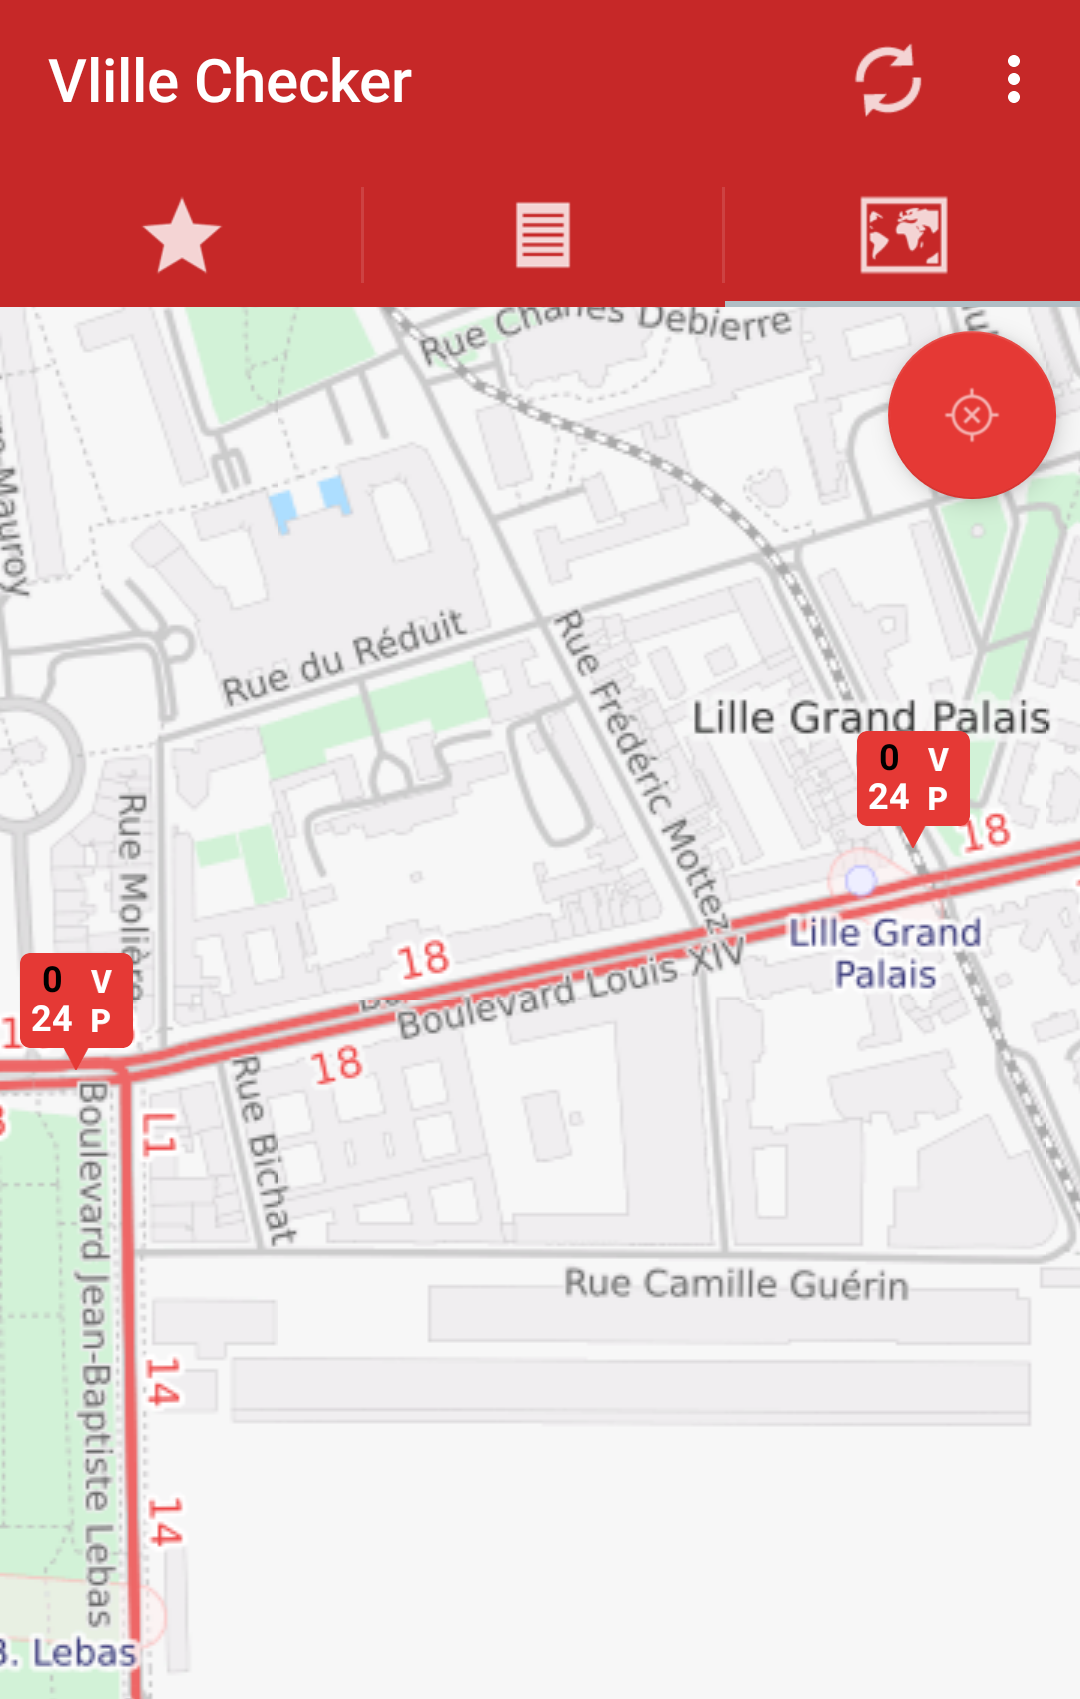 Vlille Checker
Rue Charles Debierre
Mauroy
Rue du Réduit
Rue Frédéric Mottez
Lille Grand Palais
0 V
24 P
18
Rue Molière
Lille Grand
Palais
18
Boulevard Louis XIV
0 V
24 P
18
Rue Bichat
L1
Boulevard Jean-Baptiste Lebas
Rue Camille Guérin
14
14
B. Lebas